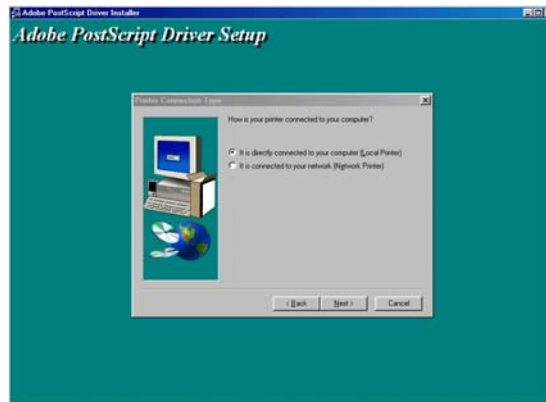 Adobe PostScript Driver Installer
Adobe PostScript Driver Setup
Printer Connection Type
How is your printer connected to your computer?
It is directly connected to your computer (Local Printer)
It is connected to your network (Network Printer)
< Back
Next >
Cancel